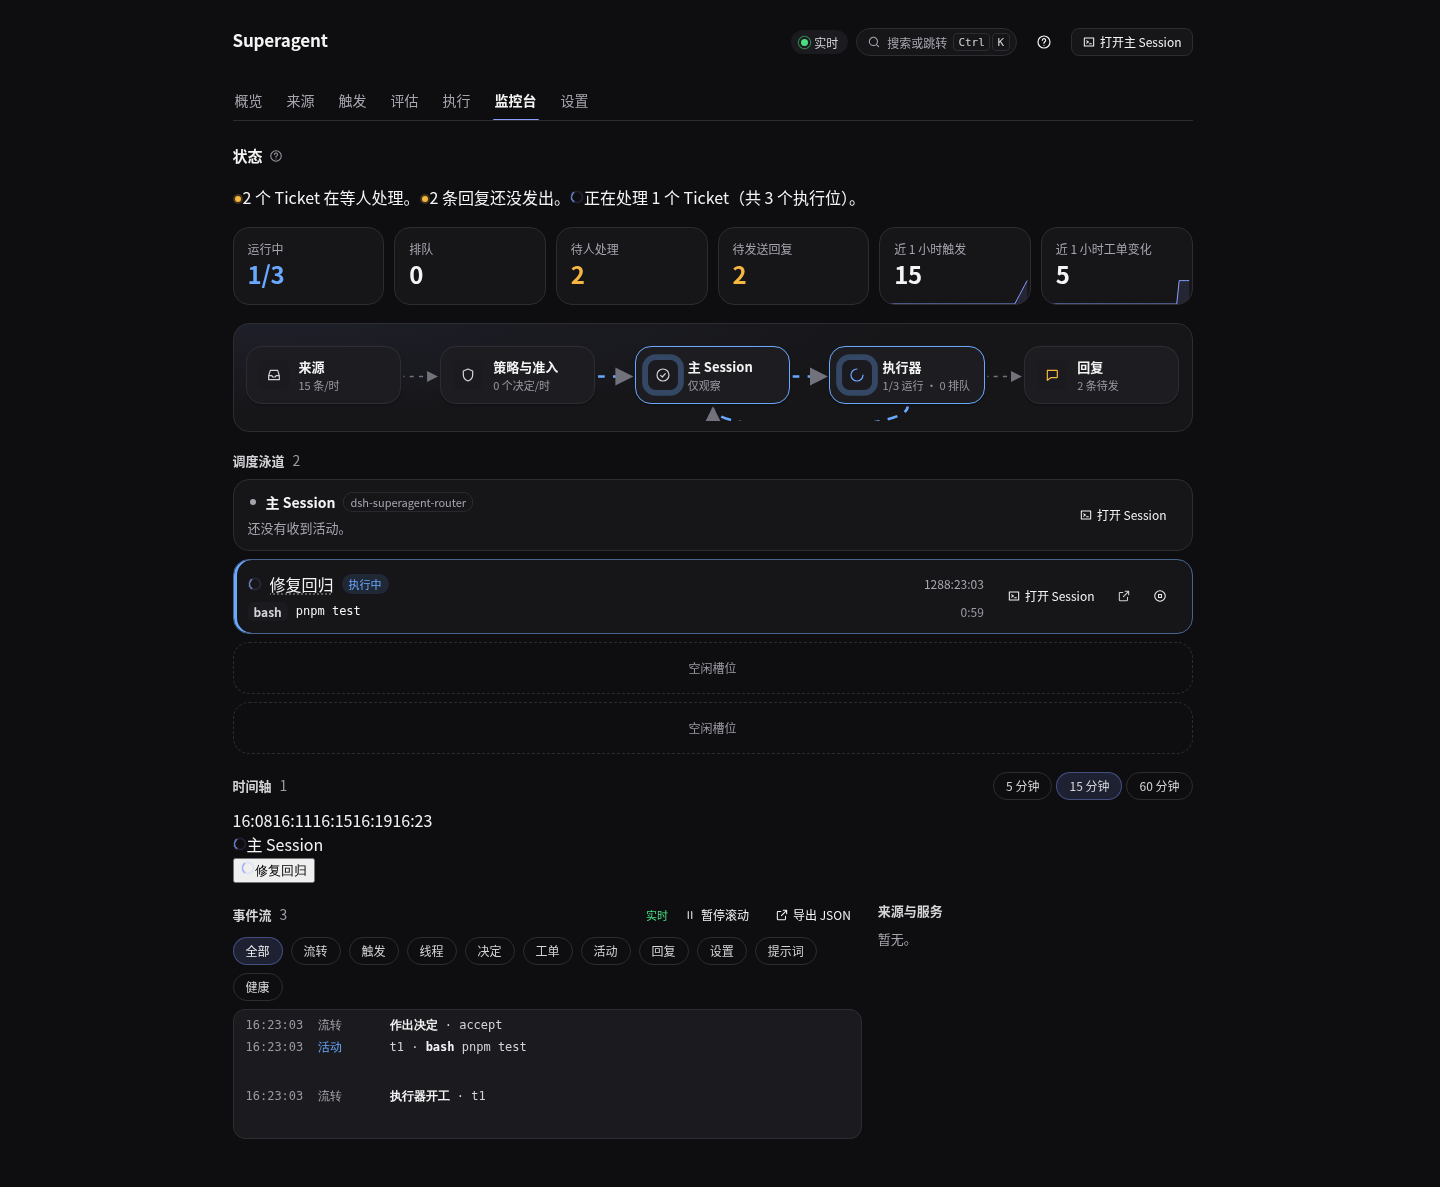 Superagent
实时
搜索或跳转 Ctrl K
打开主 Session
概览 来源 触发 评估 执行 监控台 设置
状态
2 个 Ticket 在等人处理。 2 条回复还没发出。 正在处理 1 个 Ticket（共 3 个执行位）。
运行中
1/3
排队
0
待人处理
2
待发送回复
2
近 1 小时触发
15
近 1 小时工单变化
5
来源
15 条/时
策略与准入
0 个决定/时
主 Session
仅观察
执行器
1/3 运行 · 0 排队
回复
2 条待发
调度泳道 2
主 Session dsh-superagent-router
还没有收到活动。
打开 Session
修复回归 执行中
bash pnpm test
1288:23:03
0:59
打开 Session
空闲槽位
空闲槽位
时间轴 1
5 分钟 15 分钟 60 分钟
16:0816:1116:1516:1916:23
主 Session
修复回归
事件流 3
实时 暂停滚动 导出 JSON
全部 流转 触发 线程 决定 工单 活动 回复 设置 提示词
健康
16:23:03 流转 作出决定 · accept
16:23:03 活动 t1 · bash pnpm test
16:23:03 流转 执行器开工 · t1
来源与服务
暂无。